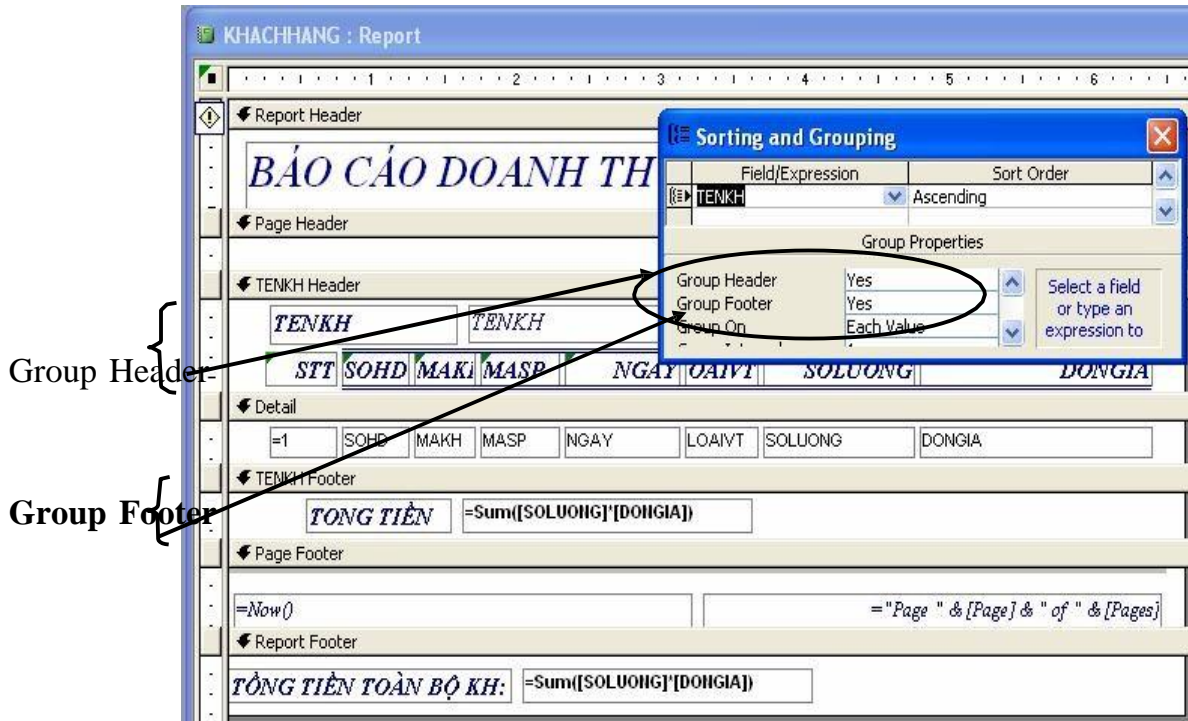 KHACHHANG : Report
1 2 3 4 5 6
Report Header
BÁO CÁO DOANH TH
Sorting and Grouping
Field/Expression Sort Order
TENKH Ascending
Group Properties
Group Header Yes
Group Footer Yes
Group On Each Value
Select a field
or type an
expression to
Page Header
TENKH Header
TENKH TENKH
Group Header
STT SOHD MAKI MASP NGAY OAIVT SOLUONG DONGIA
Detail
=1 SOHD MAKH MASP NGAY LOAIVT SOLUONG DONGIA
TENKH Footer
Group Footer
TONG TIỀN =Sum([SOLUONG]*[DONGIA])
Page Footer
=Now() ="Page " & [Page] & " of " & [Pages]
Report Footer
TỔNG TIỀN TOÀN BỘ KH: =Sum([SOLUONG]*[DONGIA])